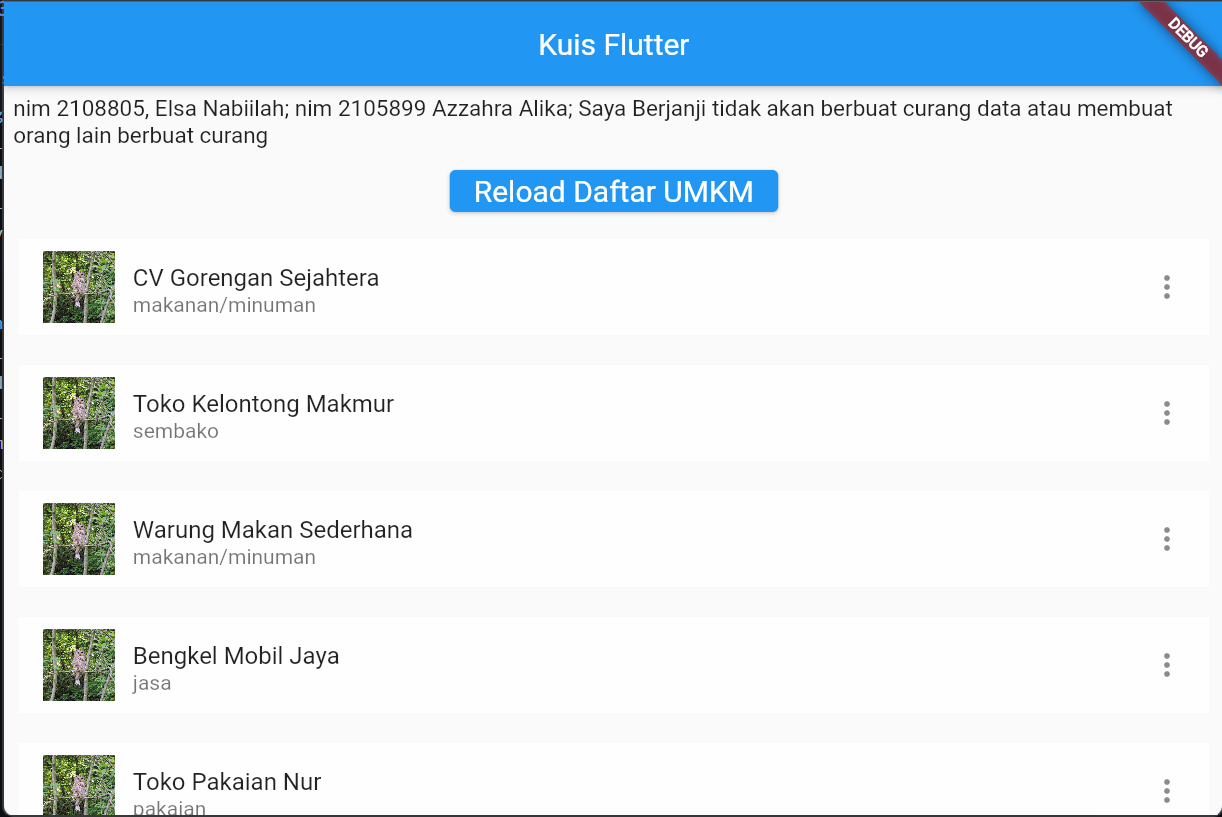 Kuis Flutter
DEBUG
nim 2108805, Elsa Nabiilah; nim 2105899 Azzahra Alika; Saya Berjanji tidak akan berbuat curang data atau membuat
orang lain berbuat curang
Reload Daftar UMKM
CV Gorengan Sejahtera
makanan/minuman
Toko Kelontong Makmur
sembako
Warung Makan Sederhana
makanan/minuman
Bengkel Mobil Jaya
jasa
Toko Pakaian Nur
pakaian